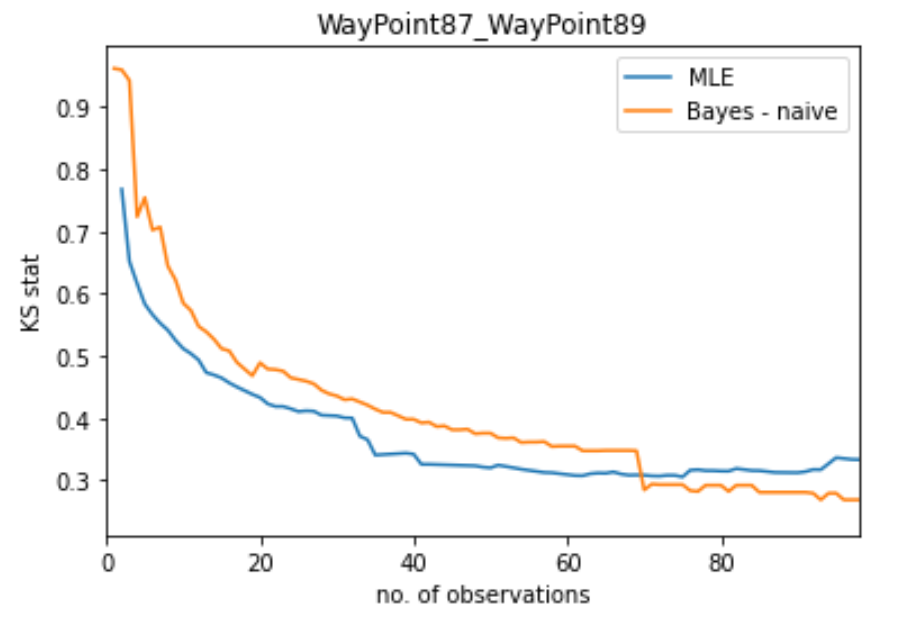 WayPoint87_WayPoint89
MLE
Bayes - naive
KS stat
0.9
0.8
0.7
0.6
0.5
0.4
0.3
0 20 40 60 80
no. of observations